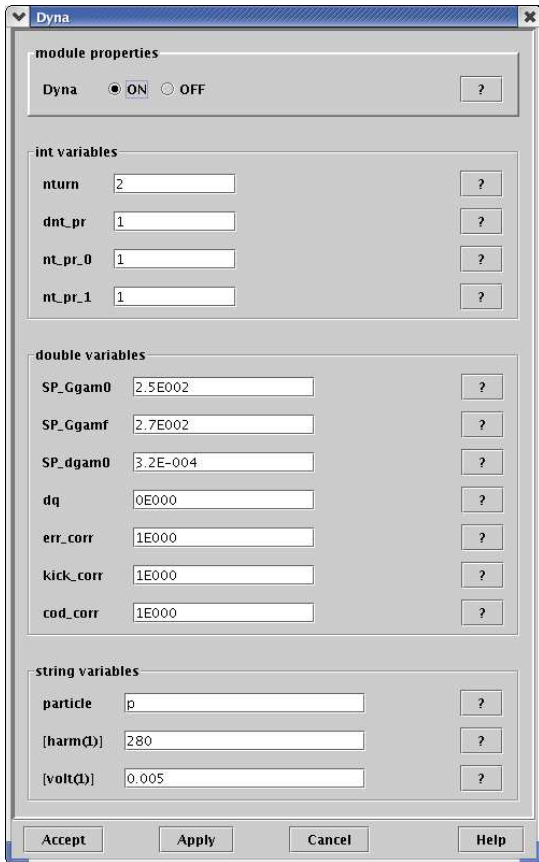 Dyna
module properties
Dyna ON OFF ?
int variables
nturn 2 ?
dnt_pr 1 ?
nt_pr_0 1 ?
nt_pr_1 1 ?
double variables
SP_Ggam0 2.5E002 ?
SP_Ggamf 2.7E002 ?
SP_dgam0 3.2E-004 ?
dq 0E000 ?
err_corr 1E000 ?
kick_corr 1E000 ?
cod_corr 1E000 ?
string variables
particle p ?
[harm(1)] 280 ?
[volt(1)] 0.005 ?
Accept Apply Cancel Help